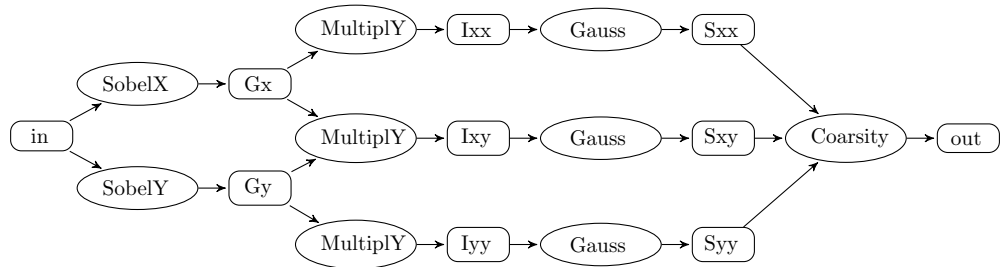 MultiplY Ixx Gauss Sxx
SobelX Gx
in MultiplY Ixy Gauss Sxy Coarsity out
SobelY Gy
MultiplY Iyy Gauss Syy